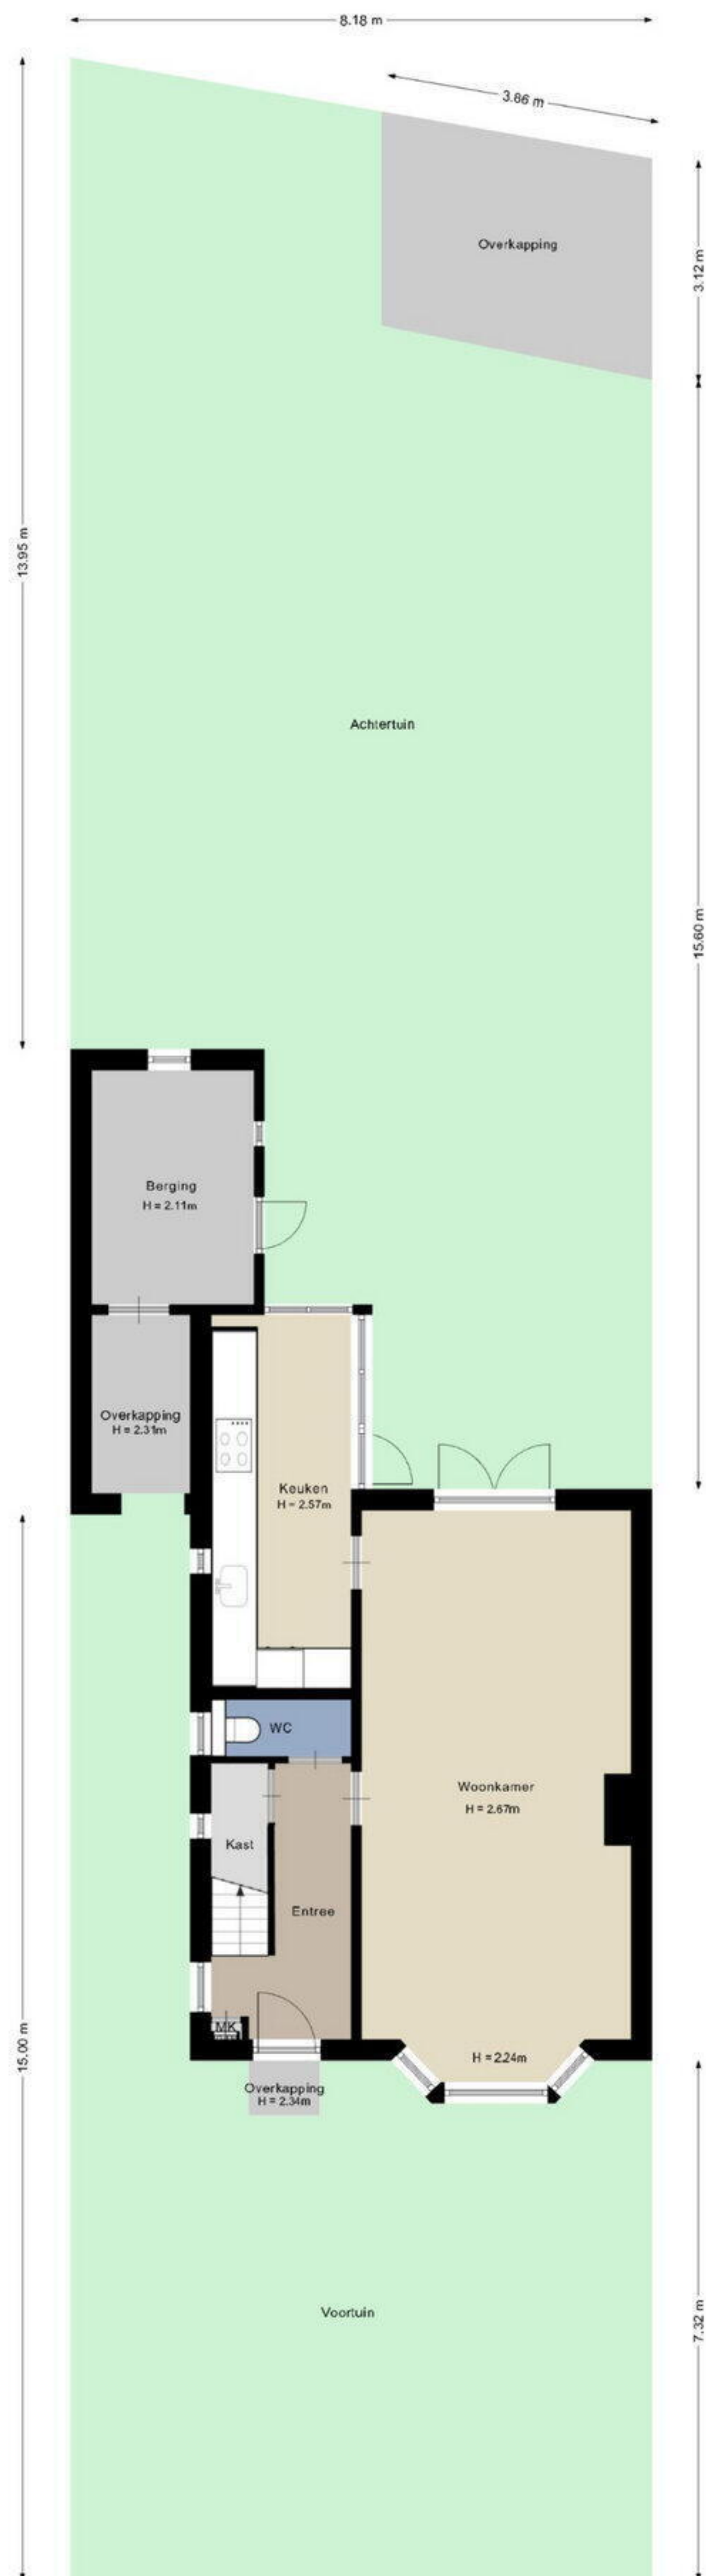 8.18 m
3.86 m
Overkapping
3.12 m
13.95 m
Achtertuin
15.60 m
Berging
H = 2.11m
Overkapping
H = 2.31m
Keuken
H = 2.57m
WC
Woonkamer
H = 2.67m
Kast
Entree
MK
15.00 m
H = 2.24m
Overkapping
H = 2.34m
Voortuin
7.32 m